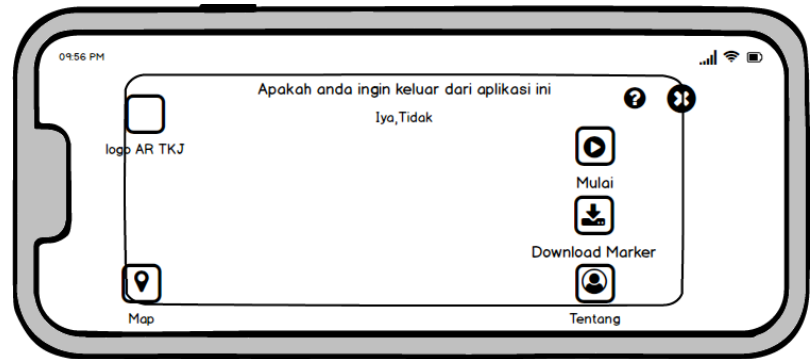 09:56 PM
Apakah anda ingin keluar dari aplikasi ini
Iya,Tidak
logo AR TKJ
Mulai
Download Marker
Map
Tentang